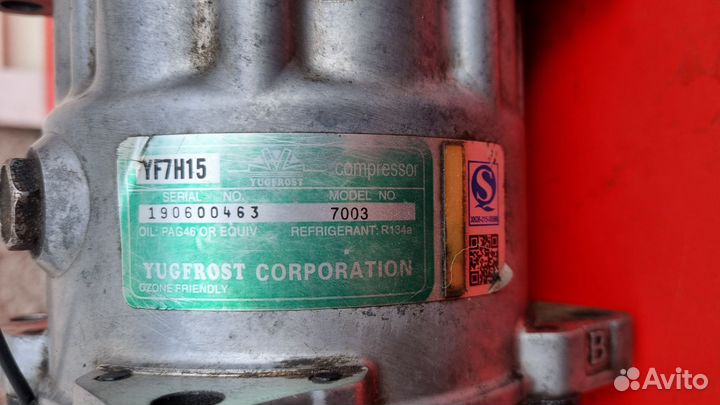 YF7H15
YUGFROST
compressor
SERIAL NO.
MODEL NO.
190600463
7003
OIL: PAG46 OR EQUIV
REFRIGERANT: R134a
YUGFROST CORPORATION
OZONE FRIENDLY
B
Avito